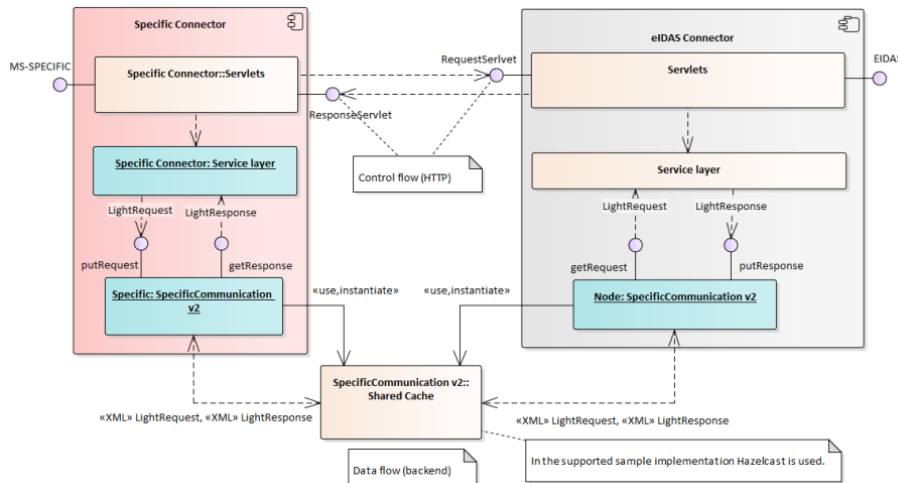 Specific Connector
eIDAS Connector
MS-SPECIFIC
Specific Connector::Servlets
RequestSerlvet
Servlets
EIDAS
ResponseServlet
Control flow (HTTP)
Specific Connector: Service layer
Service layer
LightRequest
LightResponse
LightRequest
LightResponse
putRequest
getResponse
getRequest
putResponse
Specific: SpecificCommunication
v2
«use,instantiate»
«use,instantiate»
Node: SpecificCommunication v2
SpecificCommunication v2::
Shared Cache
«XML» LightRequest, «XML» LightResponse
«XML» LightRequest, «XML» LightResponse
Data flow (backend)
In the supported sample implementation Hazelcast is used.